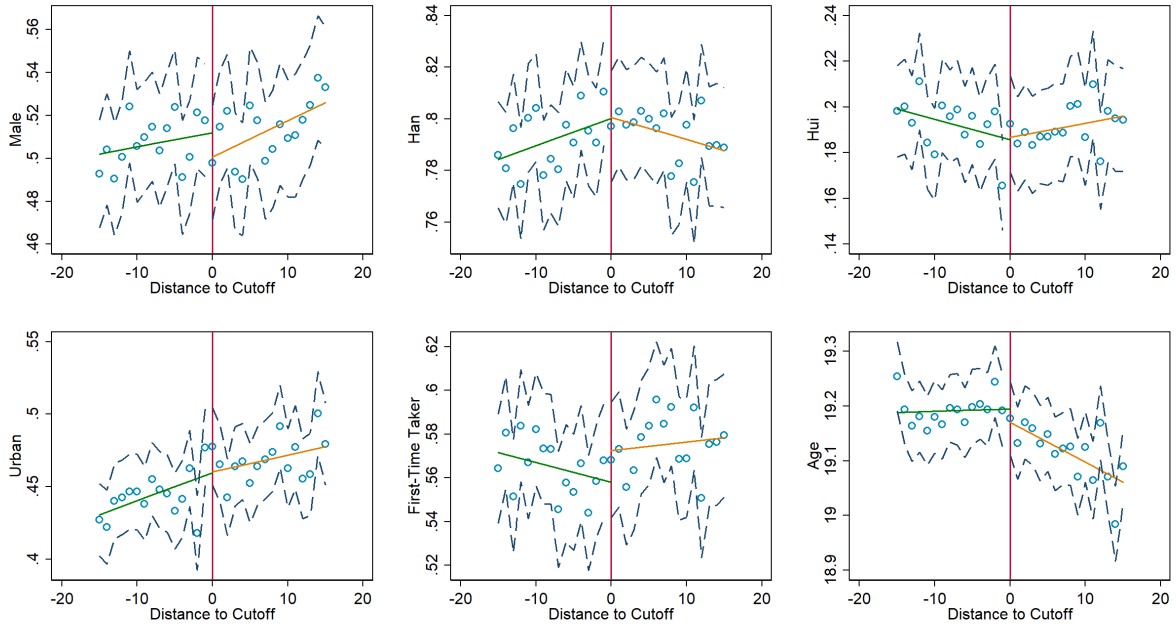 Male
.56
.54
.52
.5
.48
.46
-20 -10 0 10 20
Distance to Cutoff
Han
.84
.82
.8
.78
.76
-20 -10 0 10 20
Distance to Cutoff
Hui
.24
.22
.2
.18
.16
.14
-20 -10 0 10 20
Distance to Cutoff
Urban
.55
.5
.45
.4
-20 -10 0 10 20
Distance to Cutoff
First-Time Taker
.62
.6
.58
.56
.54
.52
-20 -10 0 10 20
Distance to Cutoff
Age
19.3
19.2
19.1
19
18.9
-20 -10 0 10 20
Distance to Cutoff